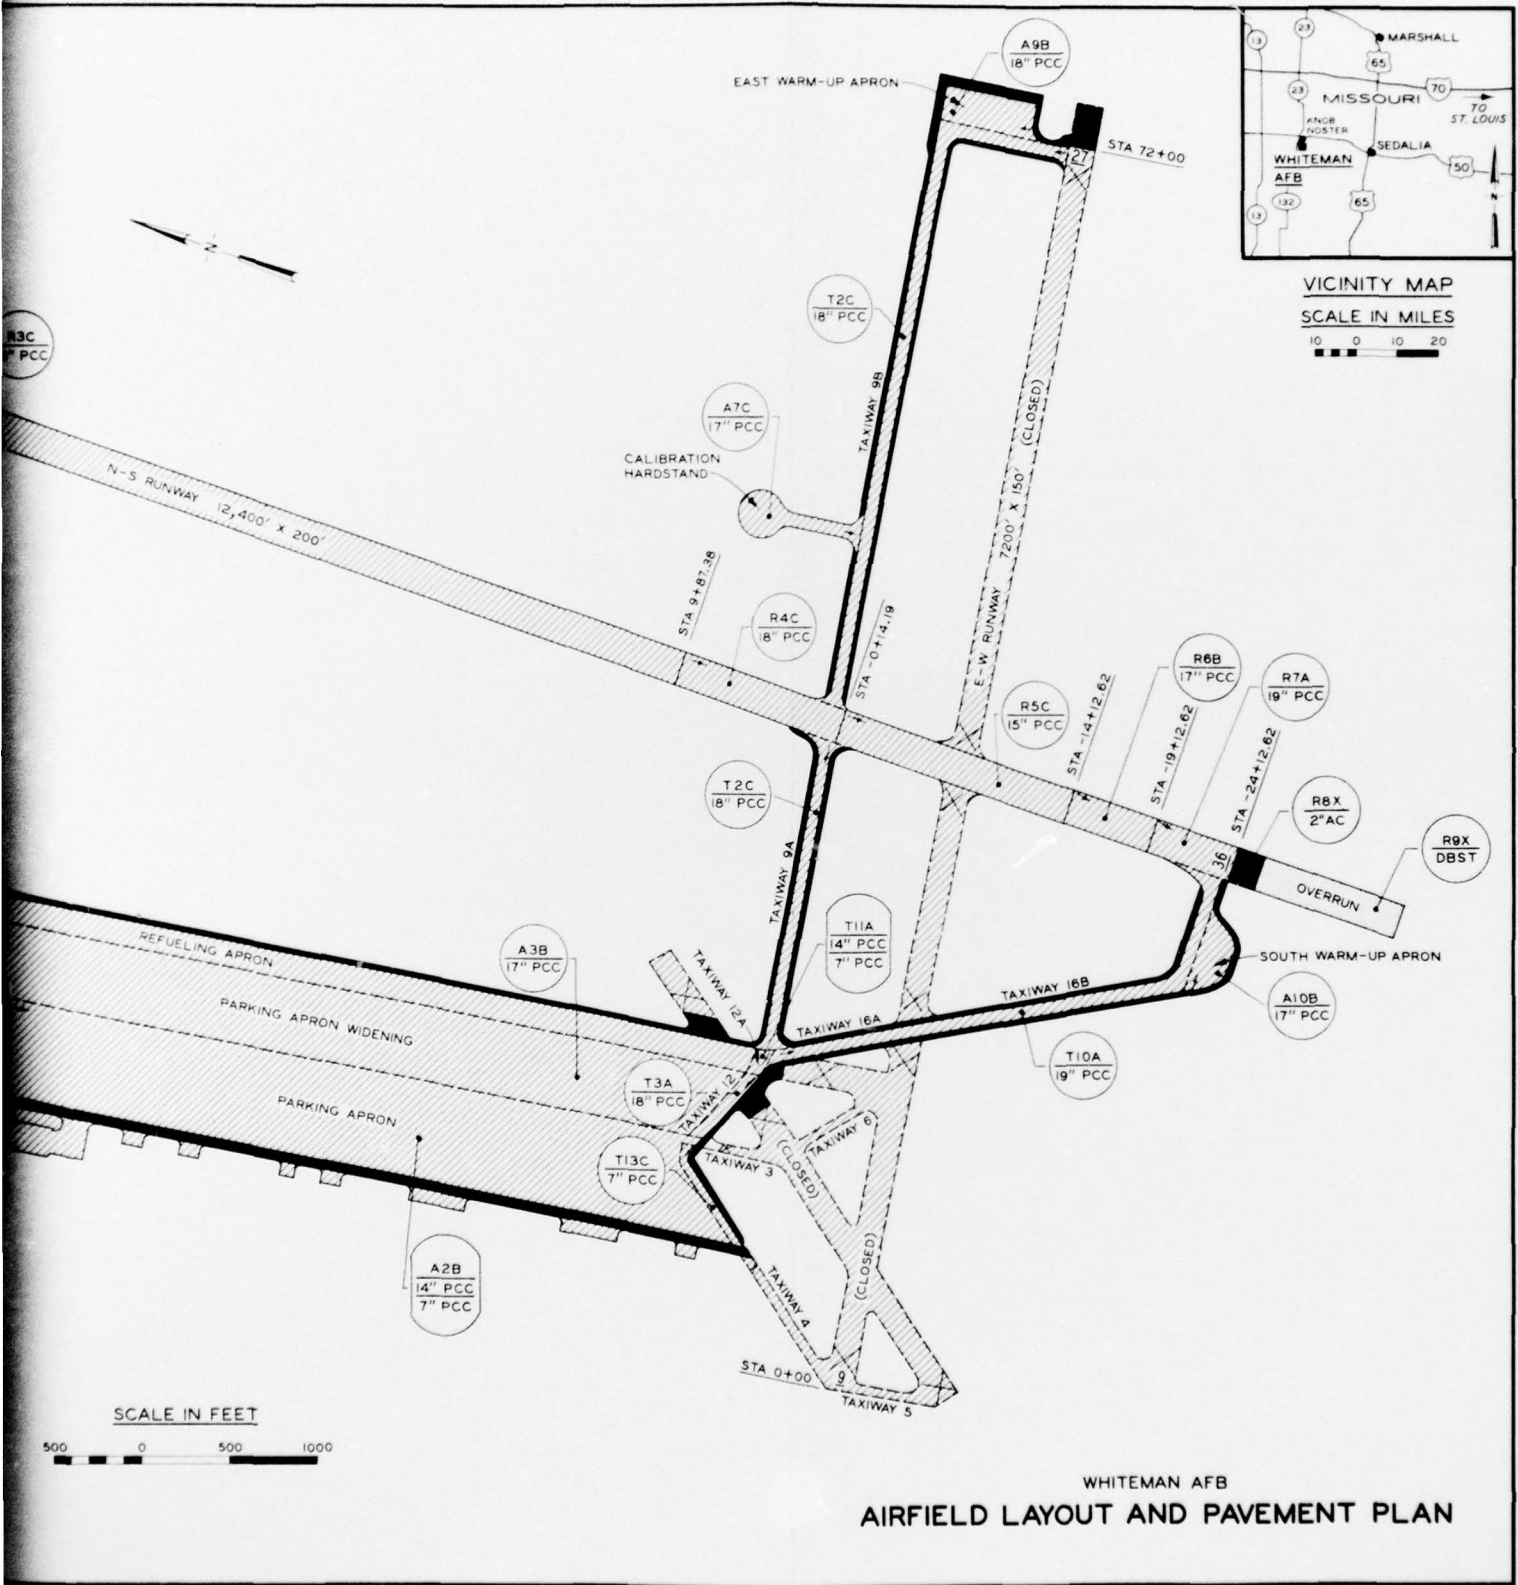 A9B
18" PCC
EAST WARM-UP APRON
STA 72+00
27
13
23
MARSHALL
65
23
MISSOURI
70
TO
ST. LOUIS
KNOB
NOSTER
SEDALIA
WHITEMAN
AFB
50
13
132
65
N
VICINITY MAP
SCALE IN MILES
10 0 10 20
N
R3C
" PCC
T2C
18" PCC
TAXIWAY 9B
(CLOSED)
A7C
17" PCC
CALIBRATION
HARDSTAND
N-S RUNWAY 12,400' X 200'
E-W RUNWAY 7200' X 150'
STA 9+87.38
R4C
18" PCC
STA -0+14.19
R5C
15" PCC
STA -14+12.62
R6B
17" PCC
STA -19+12.62
R7A
19" PCC
STA -24+12.62
R8X
2"AC
R9X
DBST
36
OVERRUN
T2C
18" PCC
TAXIWAY 9A
T11A
14" PCC
7" PCC
SOUTH WARM-UP APRON
A10B
17" PCC
TAXIWAY 16B
TAXIWAY 16A
T10A
19" PCC
REFUELING APRON
A3B
17" PCC
TAXIWAY 12A
PARKING APRON WIDENING
PARKING APRON
T3A
18" PCC
TAXIWAY 12
T13C
7" PCC
TAXIWAY 3
TAXIWAY 6
(CLOSED)
(CLOSED)
A2B
14" PCC
7" PCC
TAXIWAY 4
STA 0+00
9
TAXIWAY 5
SCALE IN FEET
500 0 500 1000
WHITEMAN AFB
AIRFIELD LAYOUT AND PAVEMENT PLAN